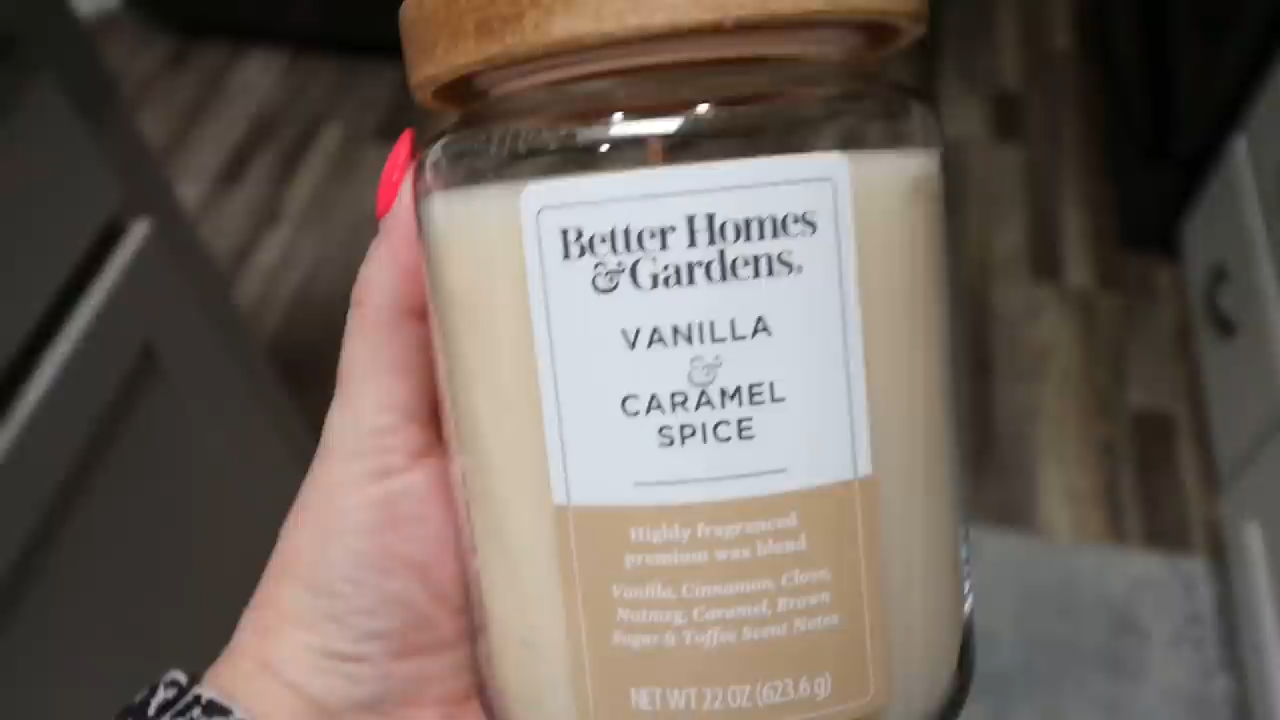 Better Homes
& Gardens.
VANILLA
&
CARAMEL
SPICE
Highly fragranced
premium wax blend
Vanilla, Cinnamon, Clove,
Nutmeg, Caramel, Brown
Sugar & Toffee Scent Notes
NET WT 22 OZ (623.6 g)